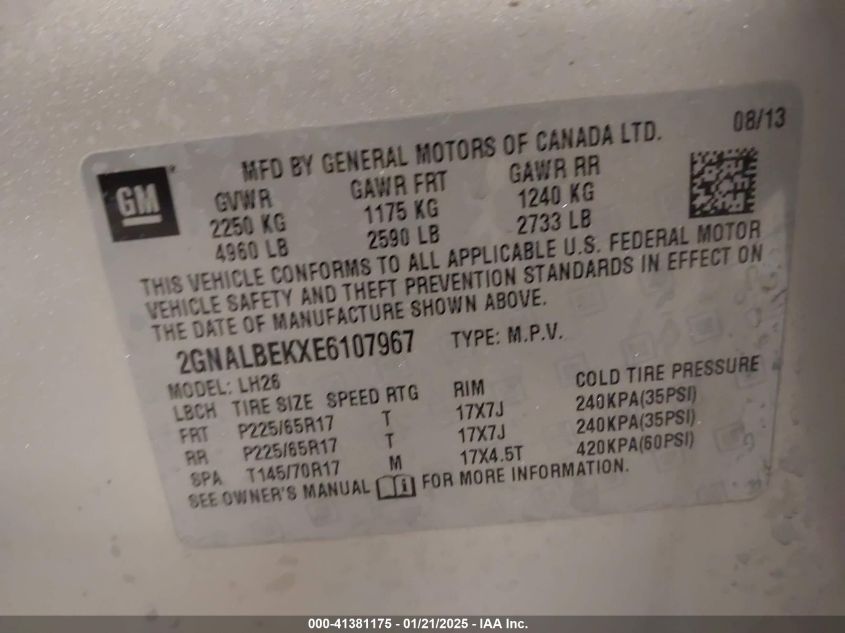 MFD BY GENERAL MOTORS OF CANADA LTD. 08/13
GM
GVWR GAWR FRT GAWR RR
2250 KG 1175 KG 1240 KG
4960 LB 2590 LB 2733 LB
THIS VEHICLE CONFORMS TO ALL APPLICABLE U.S. FEDERAL MOTOR
VEHICLE SAFETY AND THEFT PREVENTION STANDARDS IN EFFECT ON
THE DATE OF MANUFACTURE SHOWN ABOVE.
2GNALBEKXE6107967 TYPE: M.P.V.
MODEL: LH26
LBCH TIRE SIZE SPEED RTG RIM COLD TIRE PRESSURE
FRT P225/65R17 T 17X7J 240KPA(35PSI)
RR P225/65R17 T 17X7J 240KPA(35PSI)
SPA T145/70R17 M 17X4.5T 420KPA(60PSI)
SEE OWNER'S MANUAL i FOR MORE INFORMATION.
000-41381175 — 01/21/2025 - IAA Inc.